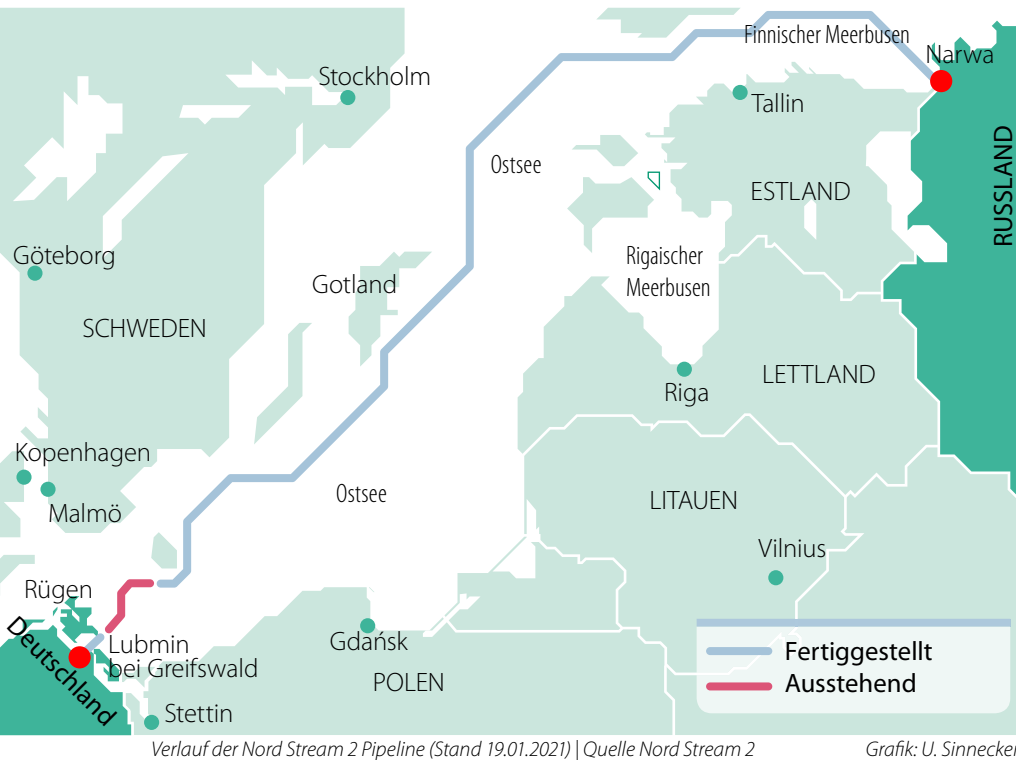 Finnischer Meerbusen
Narwa
Stockholm
Tallin
Ostsee
RUSSLAND
ESTLAND
Göteborg
Rigaischer
Meerbusen
Gotland
SCHWEDEN
LETTLAND
Riga
Kopenhagen
Ostsee
LITAUEN
Malmö
Vilnius
Rügen
Deutschland
Lubmin
bei Greifswald
Gdańsk
POLEN
Stettin
Fertiggestellt
Ausstehend
Verlauf der Nord Stream 2 Pipeline (Stand 19.01.2021) | Quelle Nord Stream 2
Grafik: U. Sinnecker